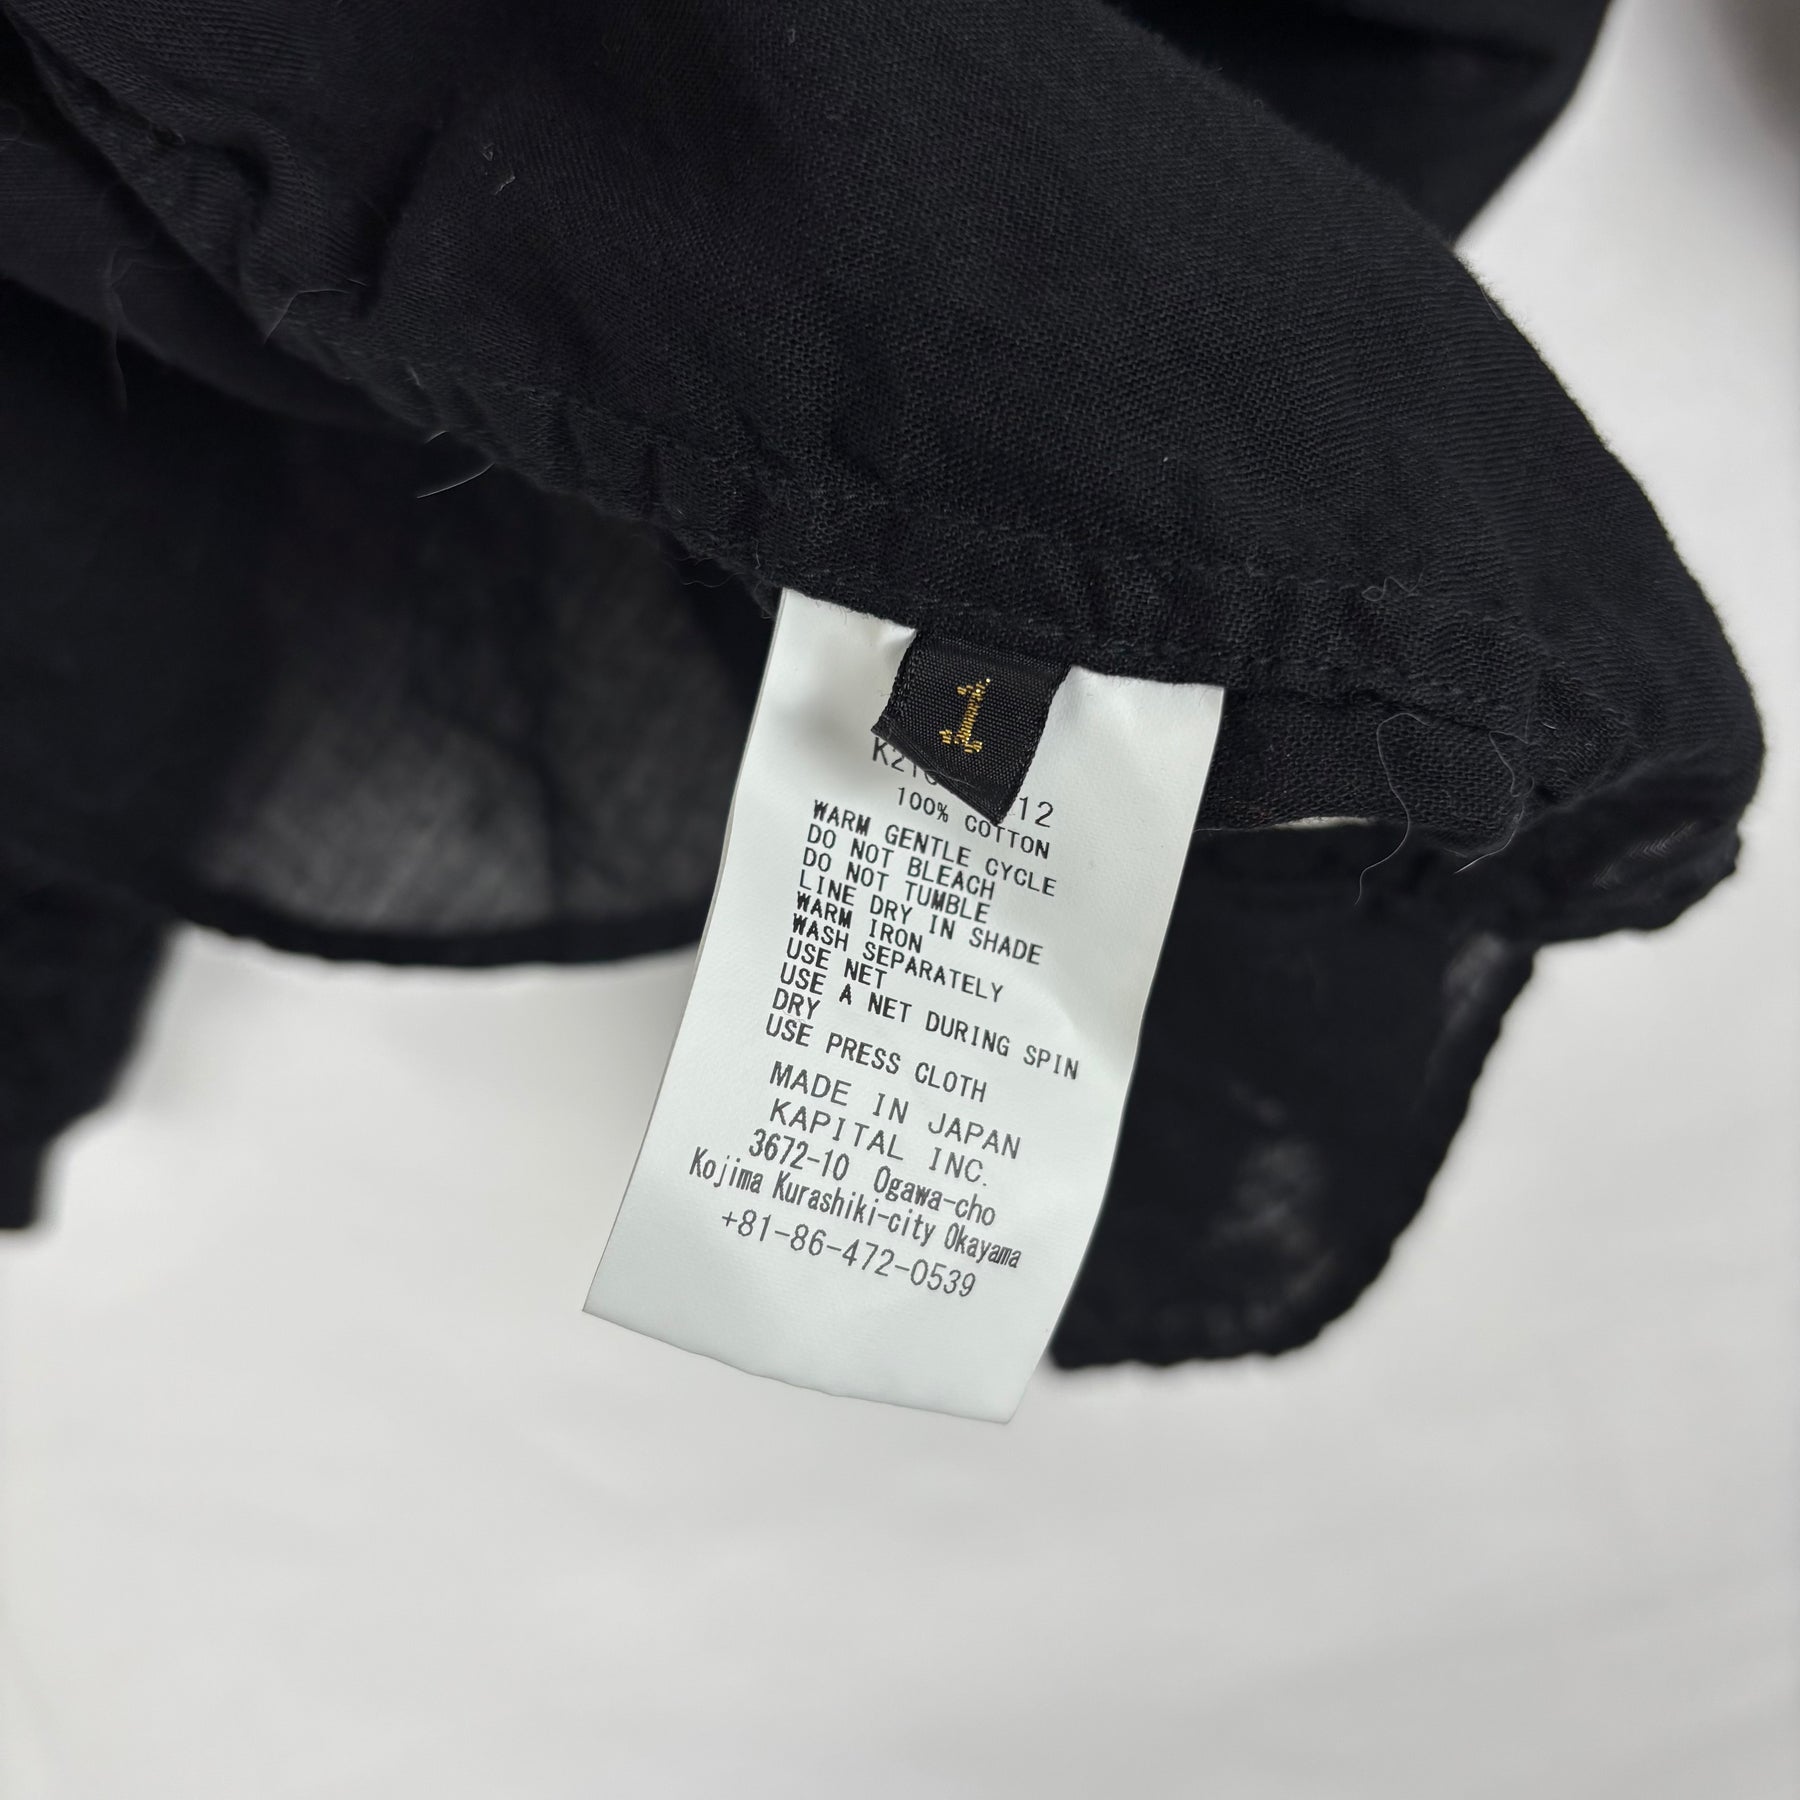 1
100% COTTON
WARM GENTLE CYCLE
DO NOT BLEACH
DO NOT TUMBLE
LINE DRY IN SHADE
WARM IRON
WASH SEPARATELY
USE NET
USE A NET DURING SPIN
DRY
USE PRESS CLOTH
MADE IN JAPAN
KAPITAL INC.
3672-10 Ogawa-cho
Kojima Kurashiki-city Okayama
+81-86-472-0539